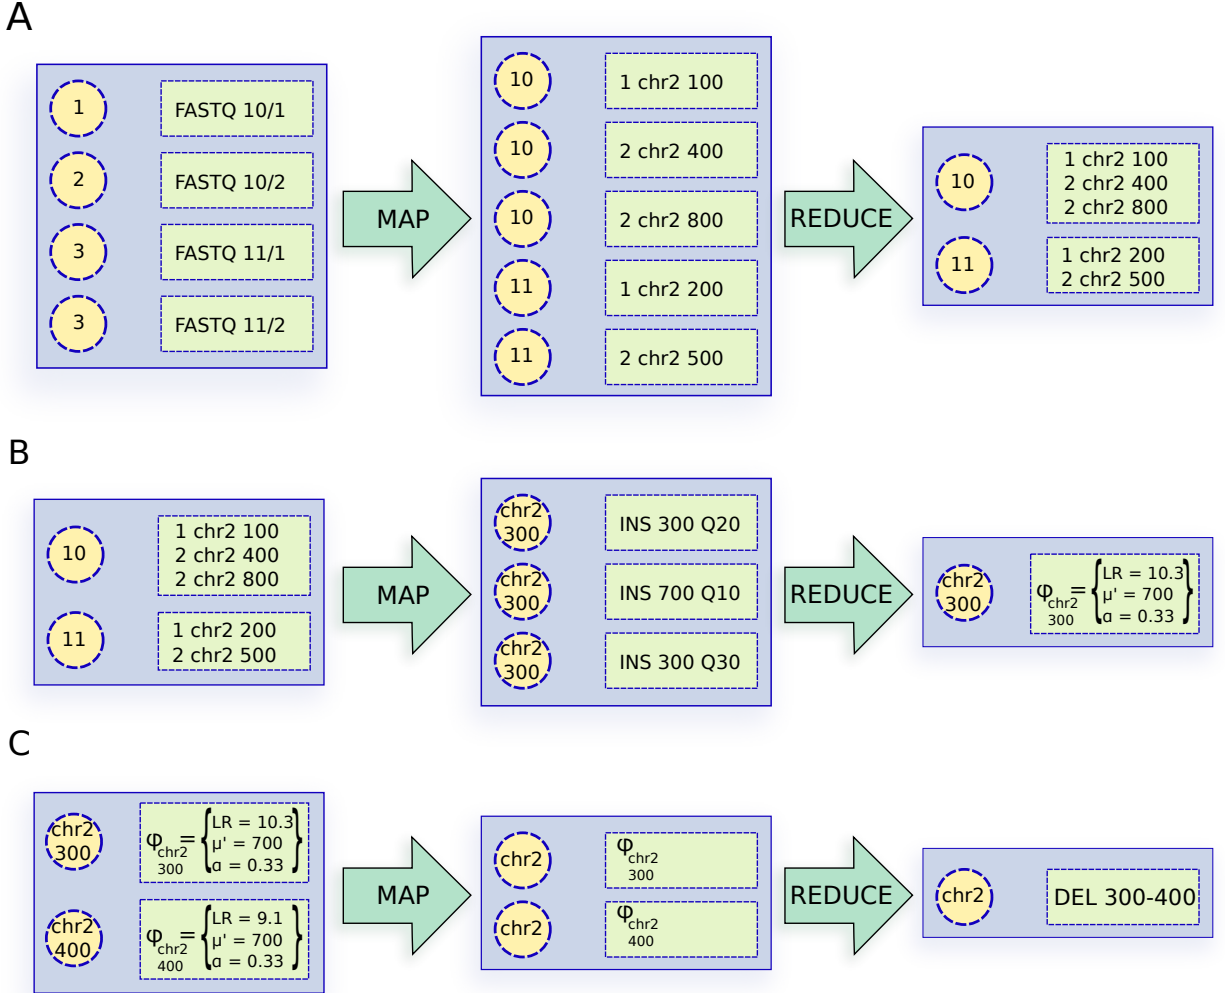 A
1
FASTQ 10/1
2
FASTQ 10/2
3
FASTQ 11/1
3
FASTQ 11/2
MAP
10
1 chr2 100
10
2 chr2 400
10
2 chr2 800
11
1 chr2 200
11
2 chr2 500
REDUCE
10
1 chr2 100
2 chr2 400
2 chr2 800
11
1 chr2 200
2 chr2 500
B
10
1 chr2 100
2 chr2 400
2 chr2 800
11
1 chr2 200
2 chr2 500
MAP
chr2
300
INS 300 Q20
chr2
300
INS 700 Q10
chr2
300
INS 300 Q30
REDUCE
chr2
300
φ chr2 300 = {
LR = 10.3
μ' = 700
α = 0.33
}
C
chr2
300
φ chr2 300 = {
LR = 10.3
μ' = 700
α = 0.33
}
chr2
400
φ chr2 400 = {
LR = 9.1
μ' = 700
α = 0.33
}
MAP
chr2
φ chr2 300
chr2
φ chr2 400
REDUCE
chr2
DEL 300-400